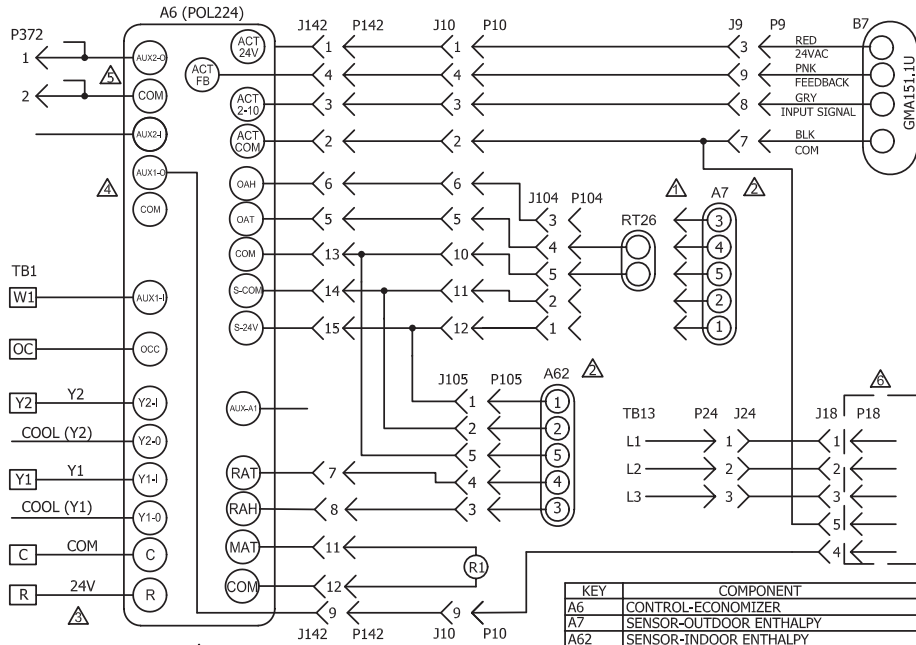 A6 (POL224)
P372
J142 P142 J10 P10 J9 P9 B7
1 AUX2-O ACT 24V 1 1 3 RED 24VAC
5 ACT FB 4 4 9 PNK FEEDBACK
2 COM ACT 2-10 3 3 8 GRY INPUT SIGNAL
GMA151.1U
AUX2-I ACT COM 2 2 7 BLK COM
AUX1-O OAH 6 6 J104 P104 1 A7 2
4 3 RT26 3
COM OAT 5 5 4 4
COM 13 10 5 5
TB1 S-COM 14 11 2 2
W1 AUX1-I S-24V 15 12 1 1
OC OCC J105 P105 A62 2 6
Y2 Y2 Y2-I AUX-A1 1 1 TB13 P24 J24 J18 P18
COOL (Y2) Y2-0 2 2 L1 1 1
Y1 Y1 Y1-I RAT 7 5 5 L2 2 2
4 4 L3 3 3
COOL (Y1) Y1-0 RAH 8 3 3 5
C COM C MAT 11 4
R1
R 24V R COM 12
3 9 9
J142 P142 J10 P10
KEY COMPONENT
A6 CONTROL-ECONOMIZER
A7 SENSOR-OUTDOOR ENTHALPY
A62 SENSOR-INDOOR ENTHALPY